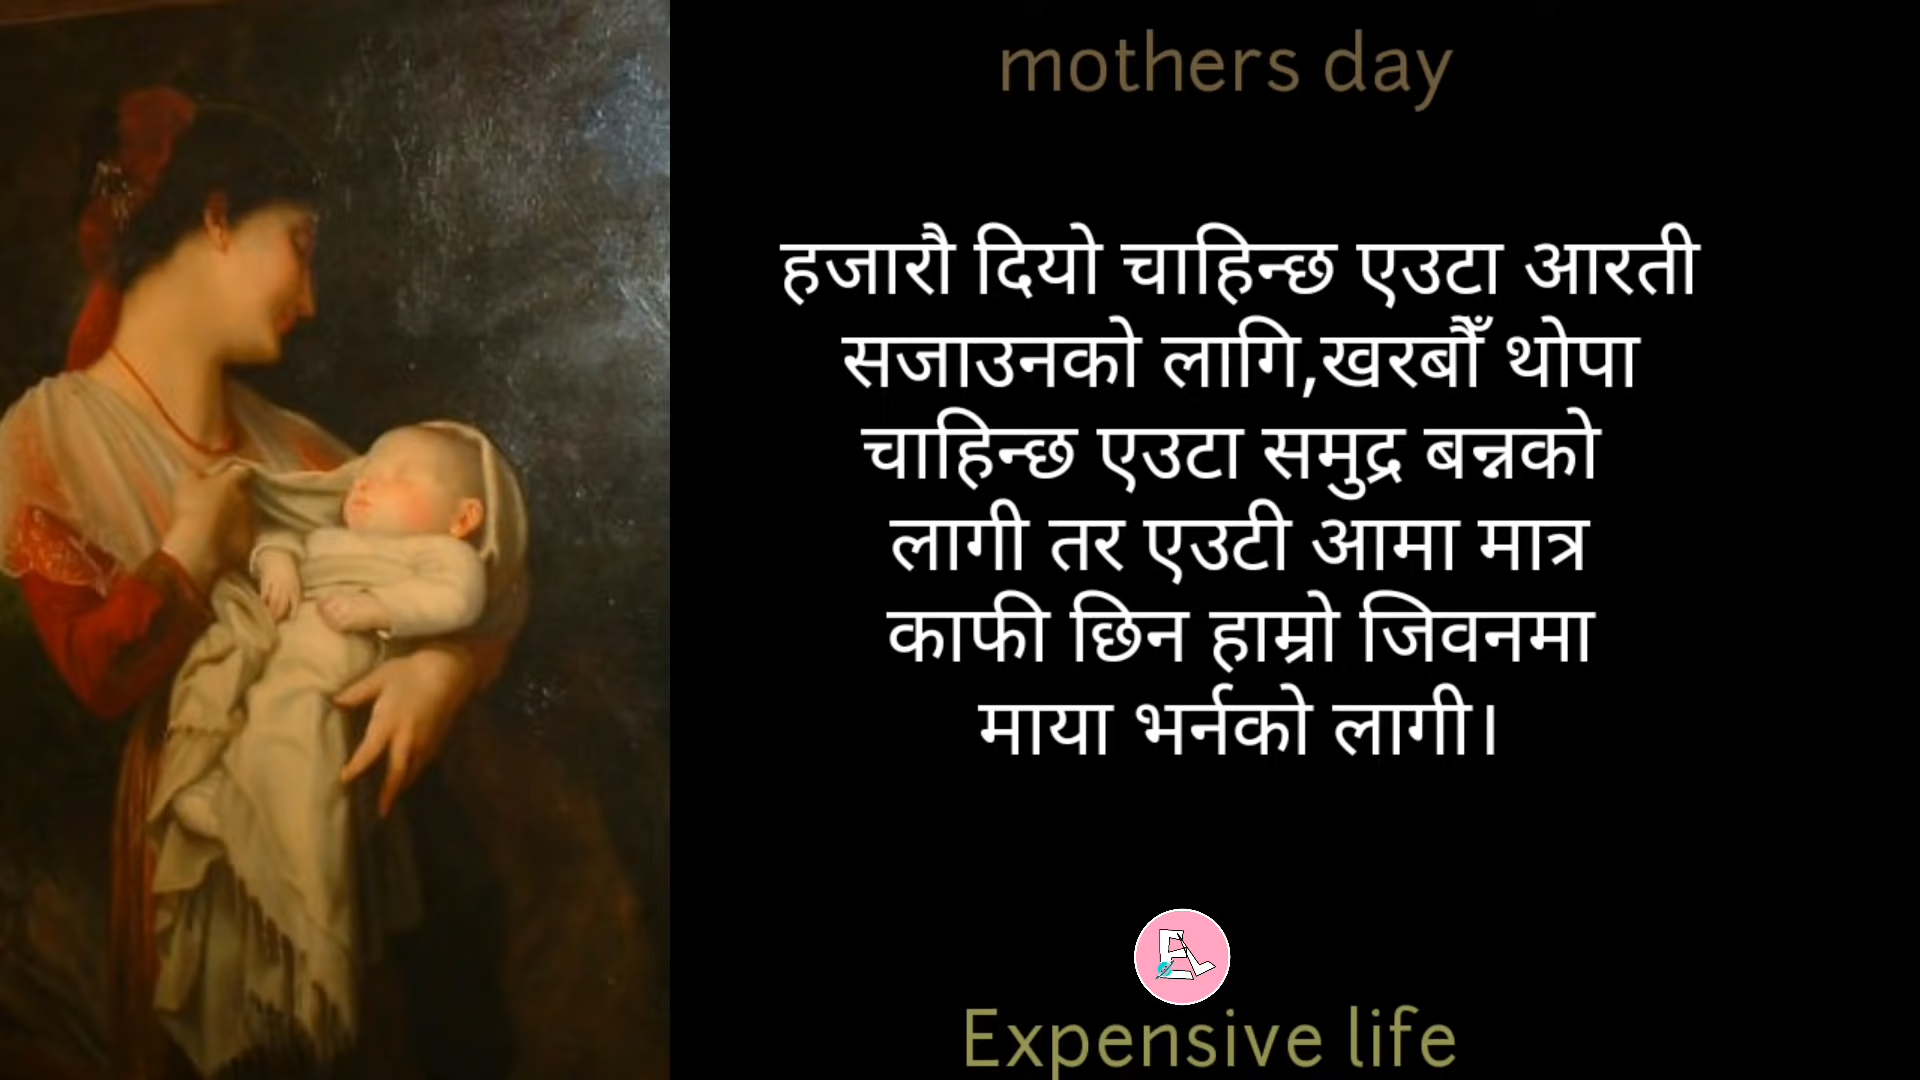 mothers day
हजारौ दियो चाहिन्छ एउटा आरती
सजाउनको लागि,खरबौँ थोपा
चाहिन्छ एउटा समुद्र बन्नको
लागी तर एउटी आमा मात्र
काफी छिन हाम्रो जिवनमा
माया भर्नको लागी।
EL
Expensive life